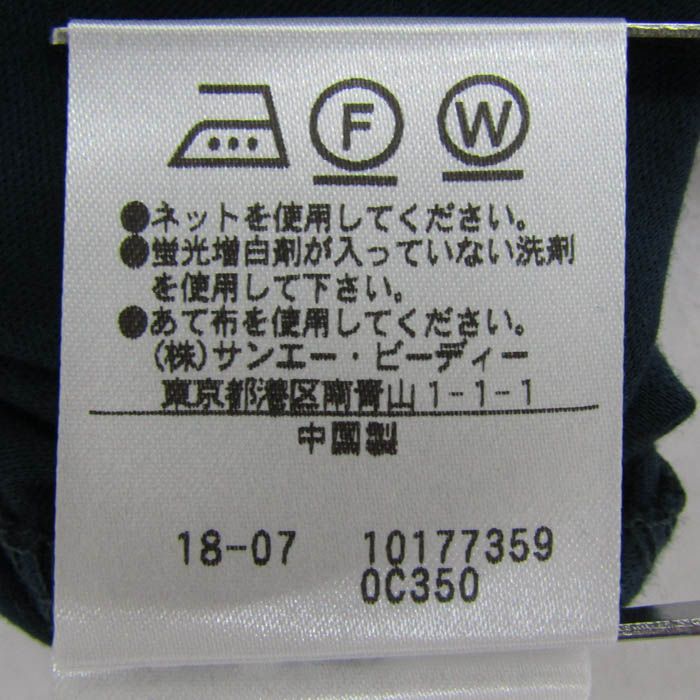 F W
●ネットを使用してください。
●蛍光増白剤が入っていない洗剤
を使用して下さい。
●あて布を使用してください。
(株)サンエー・ビーディー
東京都港区南青山1-1-1
中国製
18-07 10177359
0C350